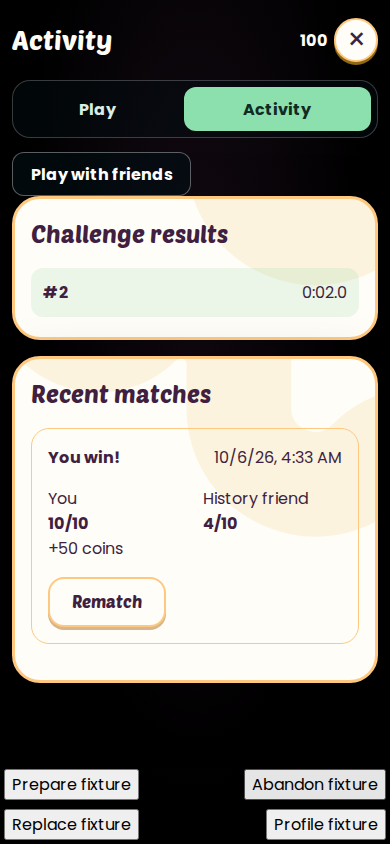 Activity
100 ×
Play Activity
Play with friends
Challenge results
#2 0:02.0
Recent matches
You win! 10/6/26, 4:33 AM
You History friend
10/10 4/10
+50 coins
Rematch
Prepare fixture Abandon fixture
Replace fixture Profile fixture